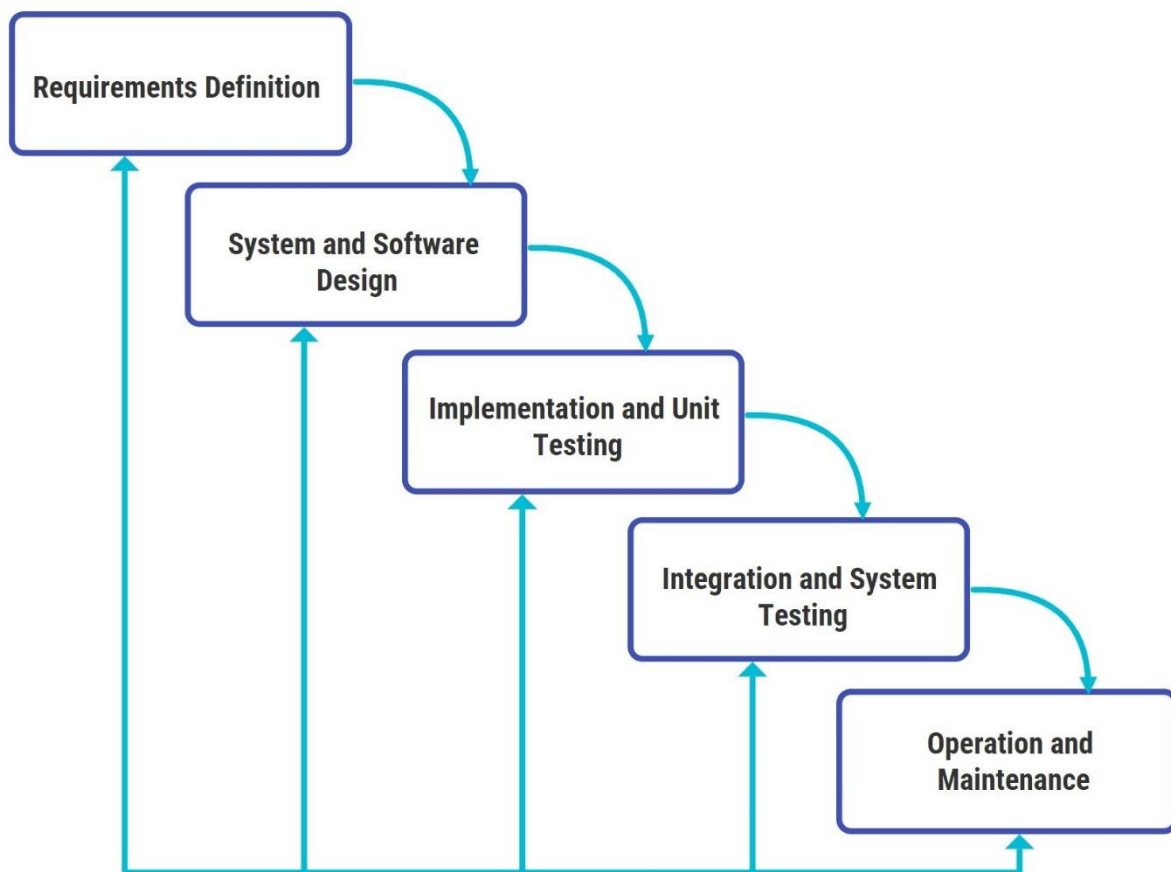 Requirements Definition
System and Software
Design
Implementation and Unit
Testing
Integration and System
Testing
Operation and
Maintenance